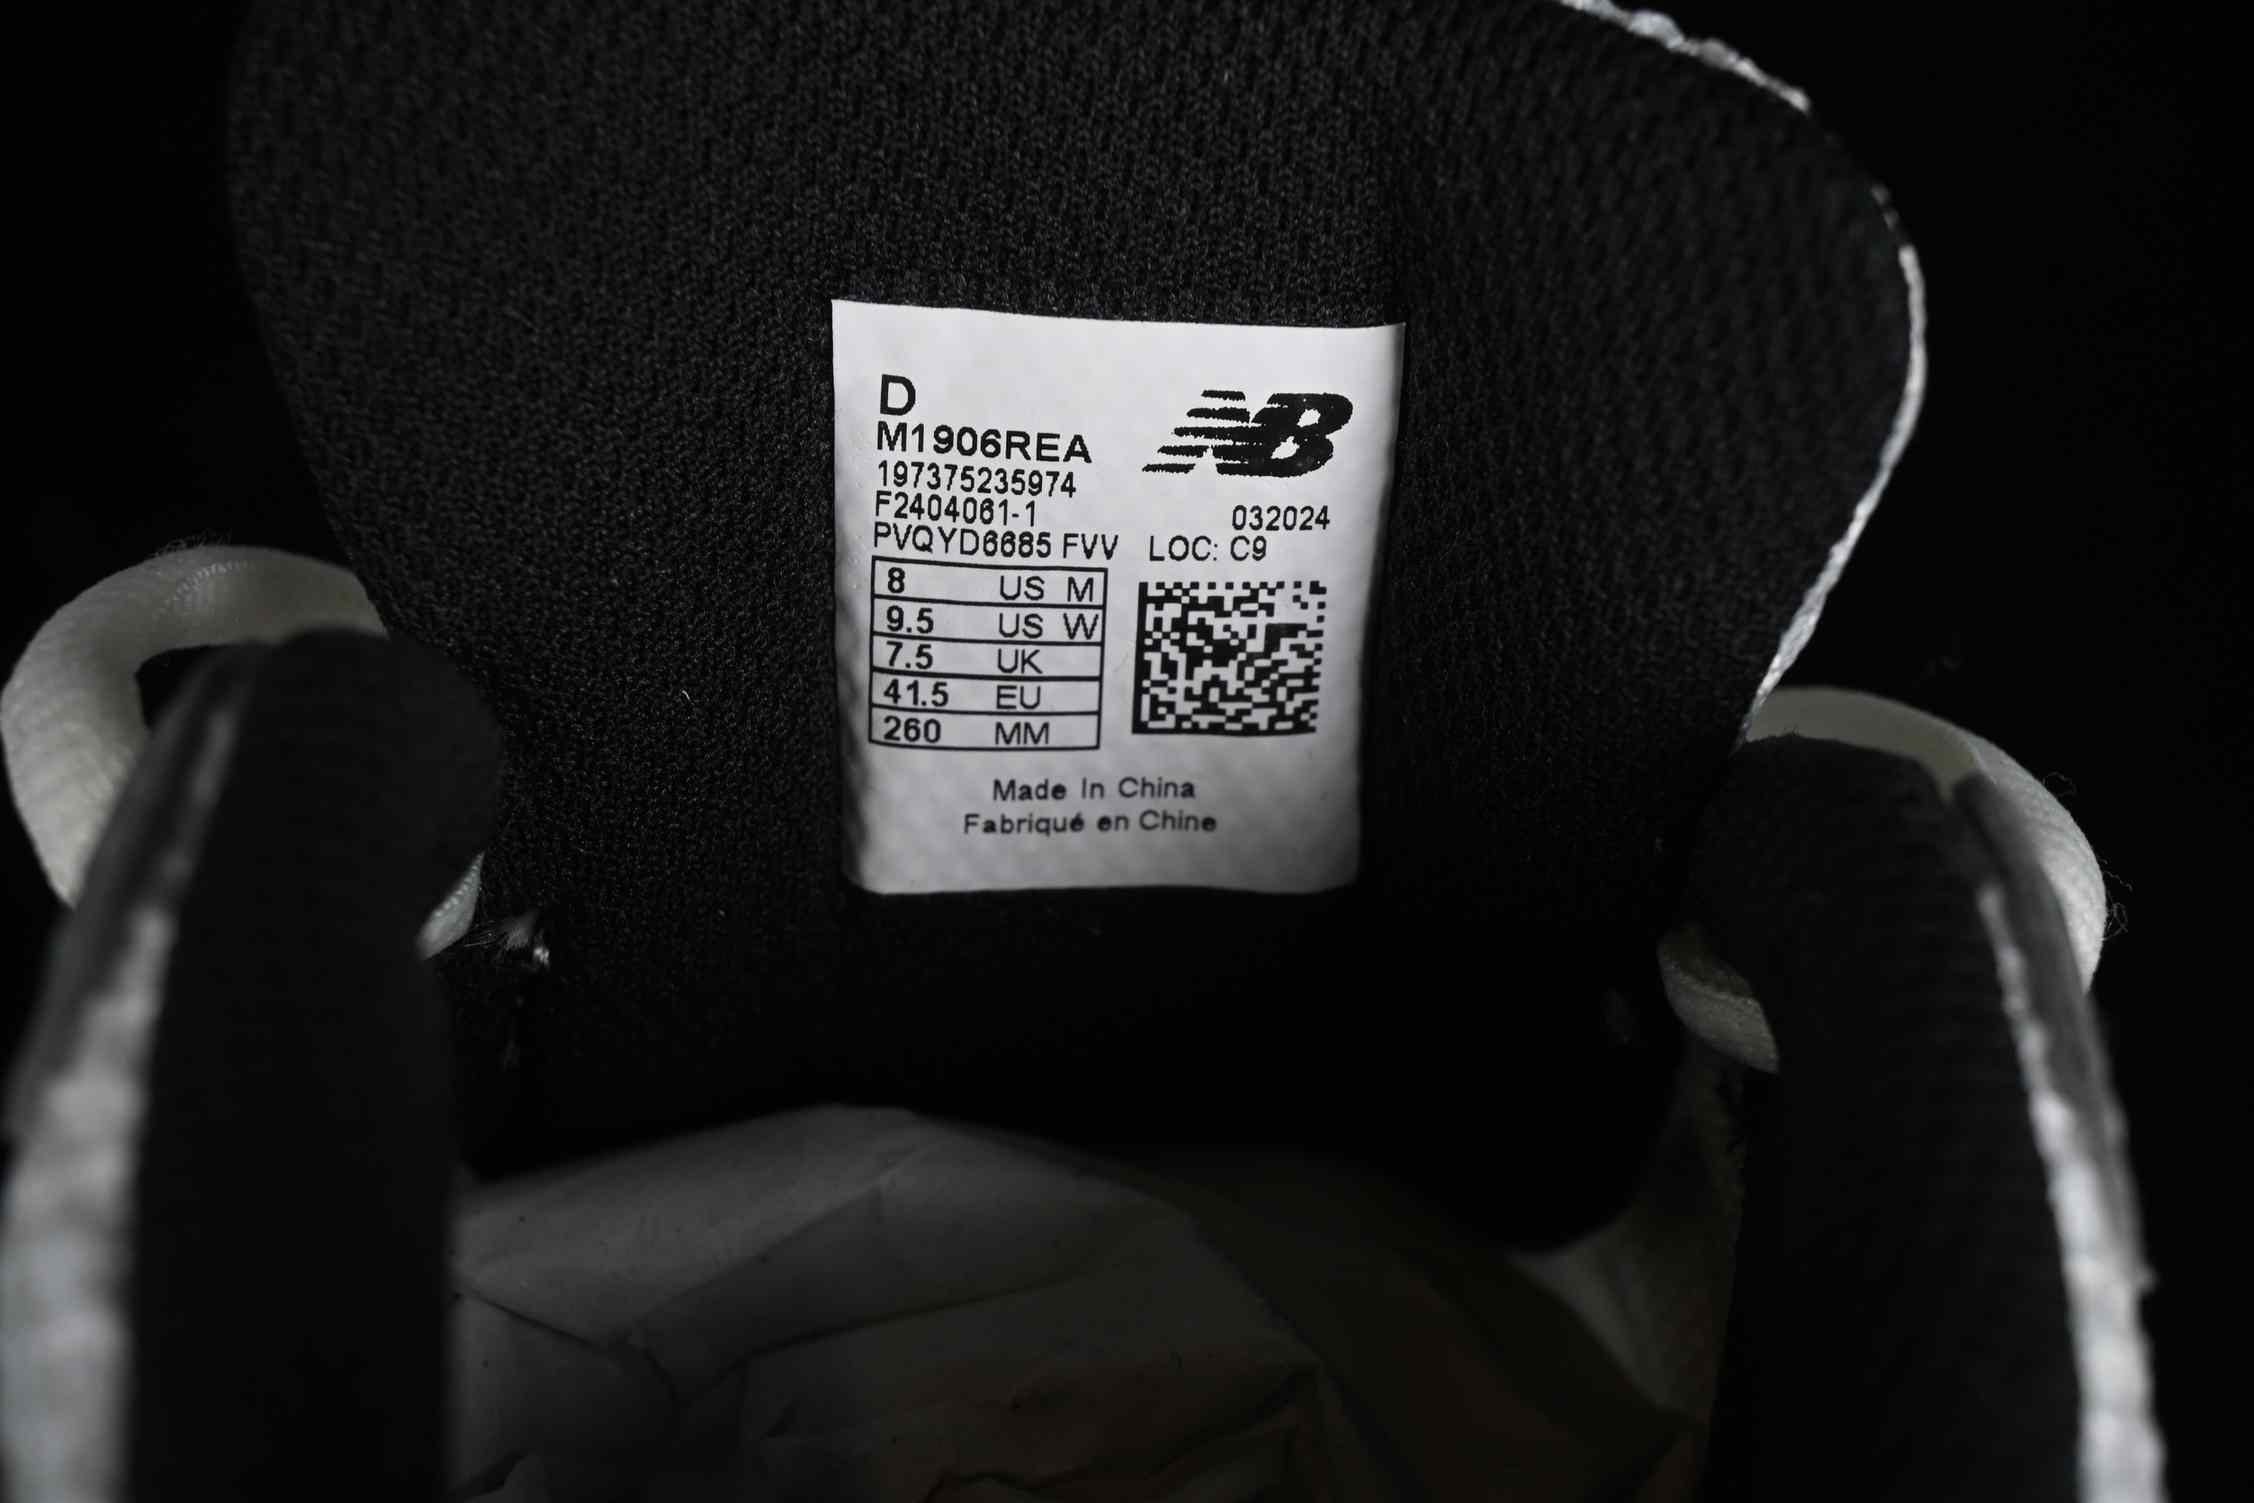 D
NB
M1906REA
197375235974
F2404061-1
032024
PVQYD6685 FVV LOC: C9
8 US M
9.5 US W
7.5 UK
41.5 EU
260 MM
Made In China
Fabriqué en Chine